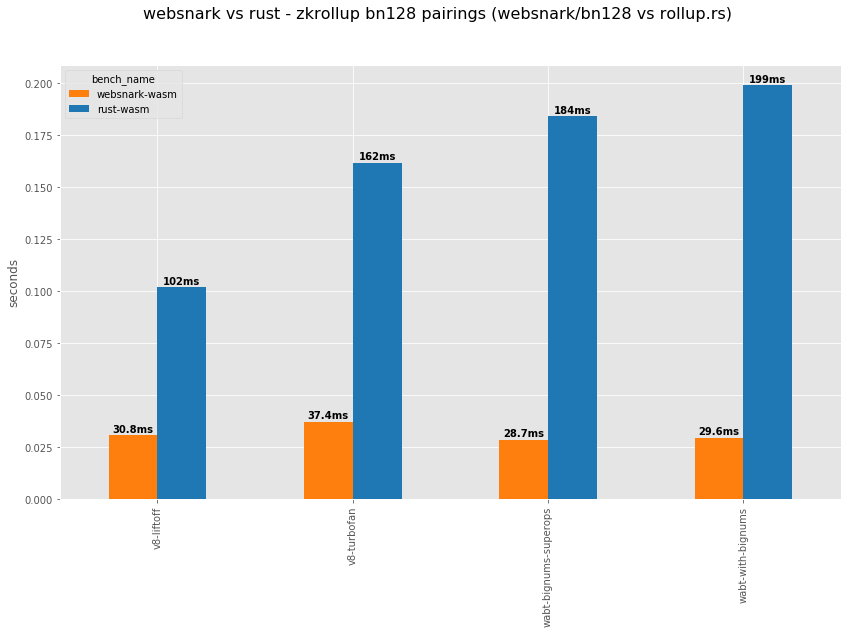 websnark vs rust - zkrollup bn128 pairings (websnark/bn128 vs rollup.rs)
bench_name
websnark-wasm
rust-wasm
seconds
0.200
0.175
0.150
0.125
0.100
0.075
0.050
0.025
0.000
30.8ms
102ms
37.4ms
162ms
28.7ms
184ms
29.6ms
199ms
v8-liftoff
v8-turbofan
wabt-bignums-superops
wabt-with-bignums